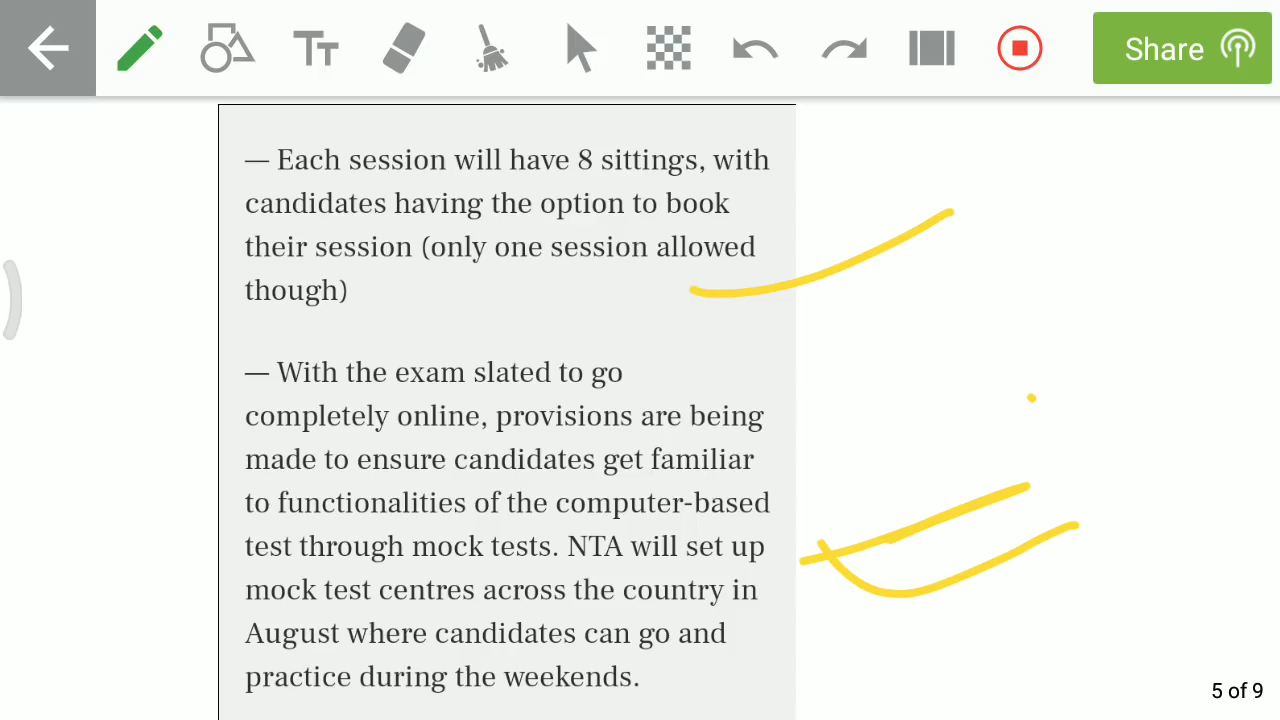 Share
— Each session will have 8 sittings, with
candidates having the option to book
their session (only one session allowed
though)
— With the exam slated to go
completely online, provisions are being
made to ensure candidates get familiar
to functionalities of the computer-based
test through mock tests. NTA will set up
mock test centres across the country in
August where candidates can go and
practice during the weekends.
5 of 9